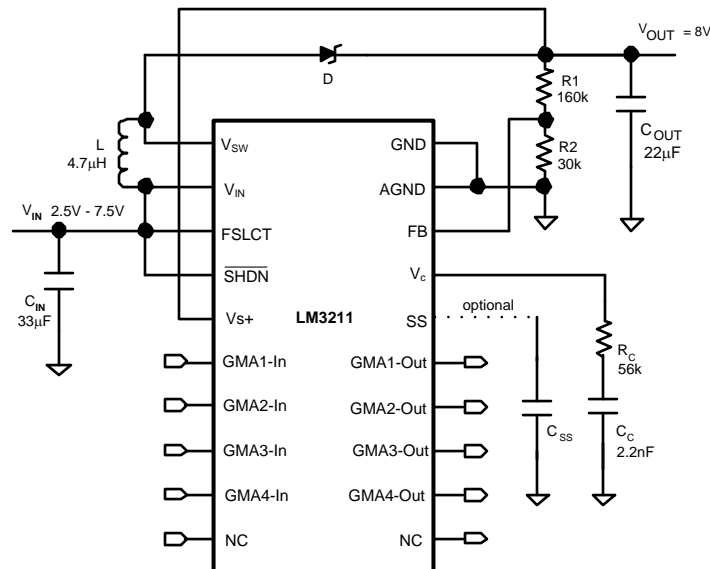 V_OUT = 8V
D
R1
160k
C_OUT
22µF
L
4.7µH
R2
30k
V_SW
GND
V_IN
AGND
V_IN 2.5V - 7.5V
FSLCT
FB
SHDN
V_c
C_IN
33µF
optional
Vs+
LM3211
SS
R_C
56k
GMA1-In
GMA1-Out
GMA2-In
GMA2-Out
C_SS
C_C
2.2nF
GMA3-In
GMA3-Out
GMA4-In
GMA4-Out
NC
NC